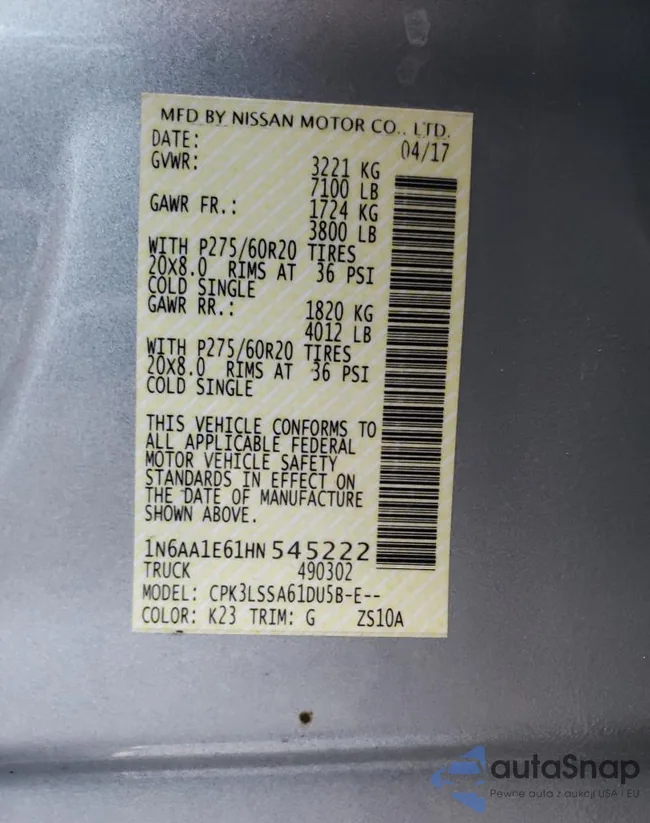 MFD BY NISSAN MOTOR CO., LTD.
DATE: 04/17
GVWR: 3221 KG
7100 LB
GAWR FR.: 1724 KG
3800 LB
WITH P275/60R20 TIRES
20X8.0 RIMS AT 36 PSI
COLD SINGLE
GAWR RR.: 1820 KG
4012 LB
WITH P275/60R20 TIRES
20X8.0 RIMS AT 36 PSI
COLD SINGLE
THIS VEHICLE CONFORMS TO
ALL APPLICABLE FEDERAL
MOTOR VEHICLE SAFETY
STANDARDS IN EFFECT ON
THE DATE OF MANUFACTURE
SHOWN ABOVE.
1N6AA1E61HN545222
TRUCK 490302
MODEL: CPK3LSSA61DU5B-E--
COLOR: K23 TRIM: G ZS10A
autaSnap
Pewne auto z aukcji USA i EU